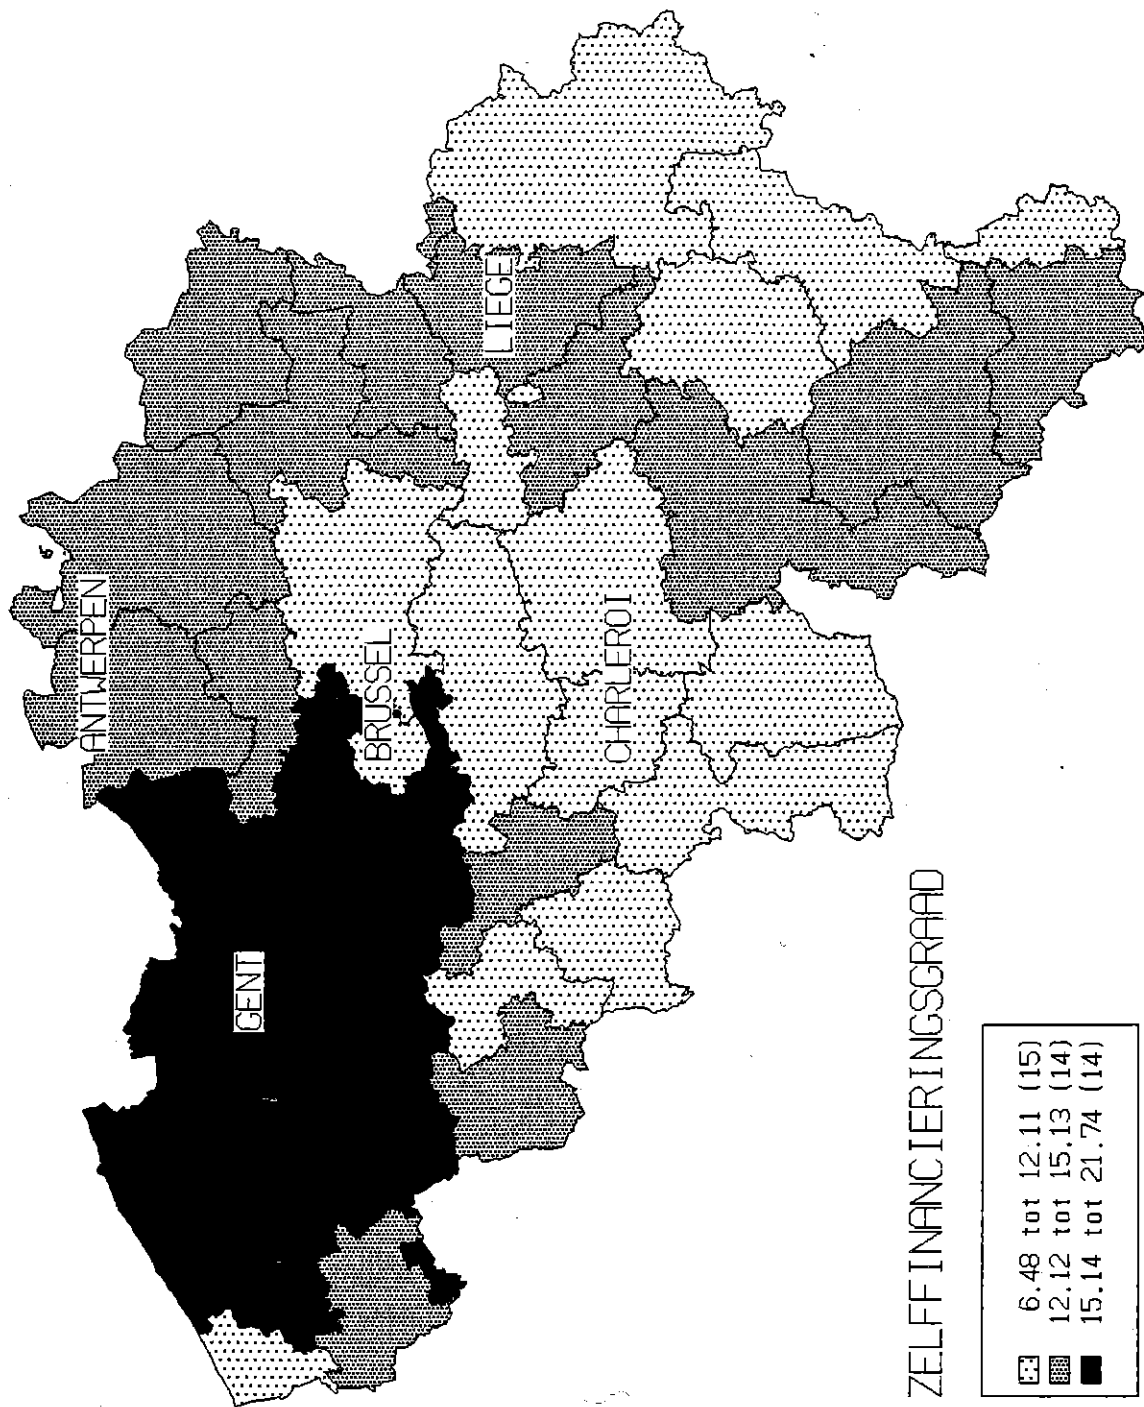 ANTWERPEN
GENT
BRUSSEL
LIEGE
CHARLEROI
ZELFFINANCIERINGSGRAAD
6.48 tot 12.11 (15)
12.12 tot 15.13 (14)
15.14 tot 21.74 (14)